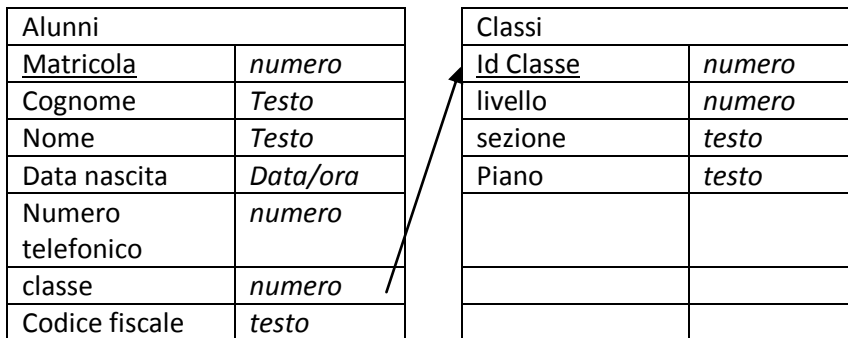 Alunni
Matricola numero
Cognome Testo
Nome Testo
Data nascita Data/ora
Numero numero
telefonico
classe numero
Codice fiscale testo
Classi
Id Classe numero
livello numero
sezione testo
Piano testo